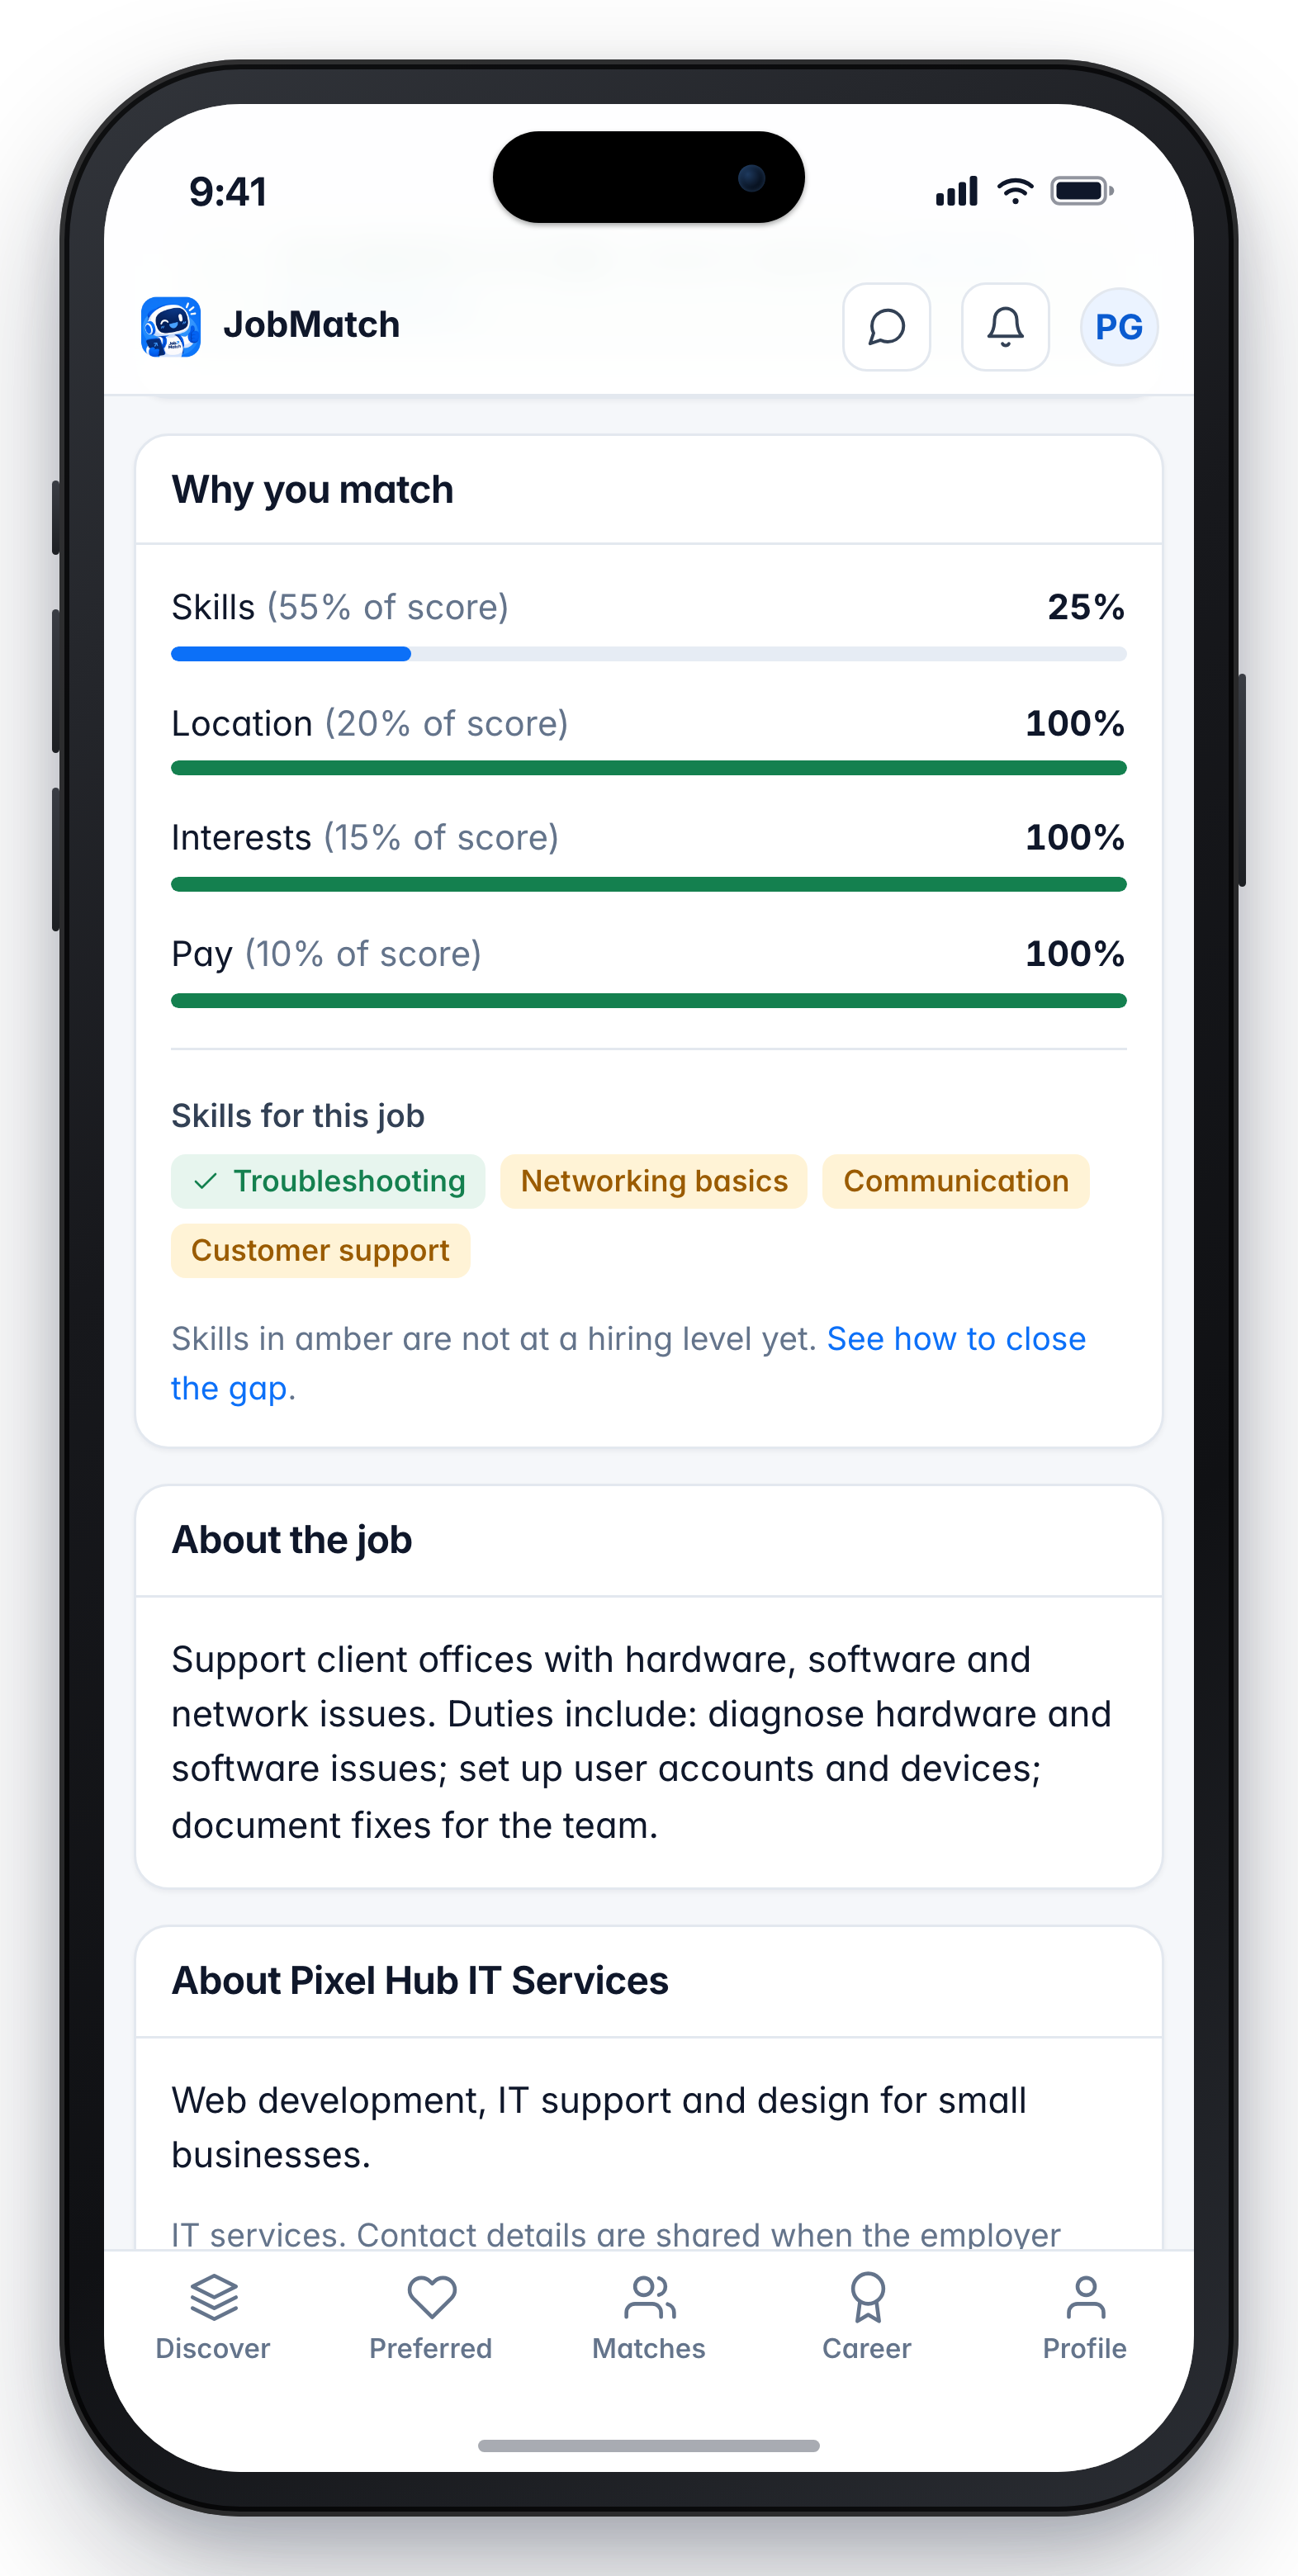 9:41
JobMatch
PG
Why you match
Skills (55% of score) 25%
Location (20% of score) 100%
Interests (15% of score) 100%
Pay (10% of score) 100%
Skills for this job
Troubleshooting Networking basics Communication
Customer support
Skills in amber are not at a hiring level yet. See how to close
the gap.
About the job
Support client offices with hardware, software and
network issues. Duties include: diagnose hardware and
software issues; set up user accounts and devices;
document fixes for the team.
About Pixel Hub IT Services
Web development, IT support and design for small
businesses.
IT services. Contact details are shared when the employer
Discover Preferred Matches Career Profile